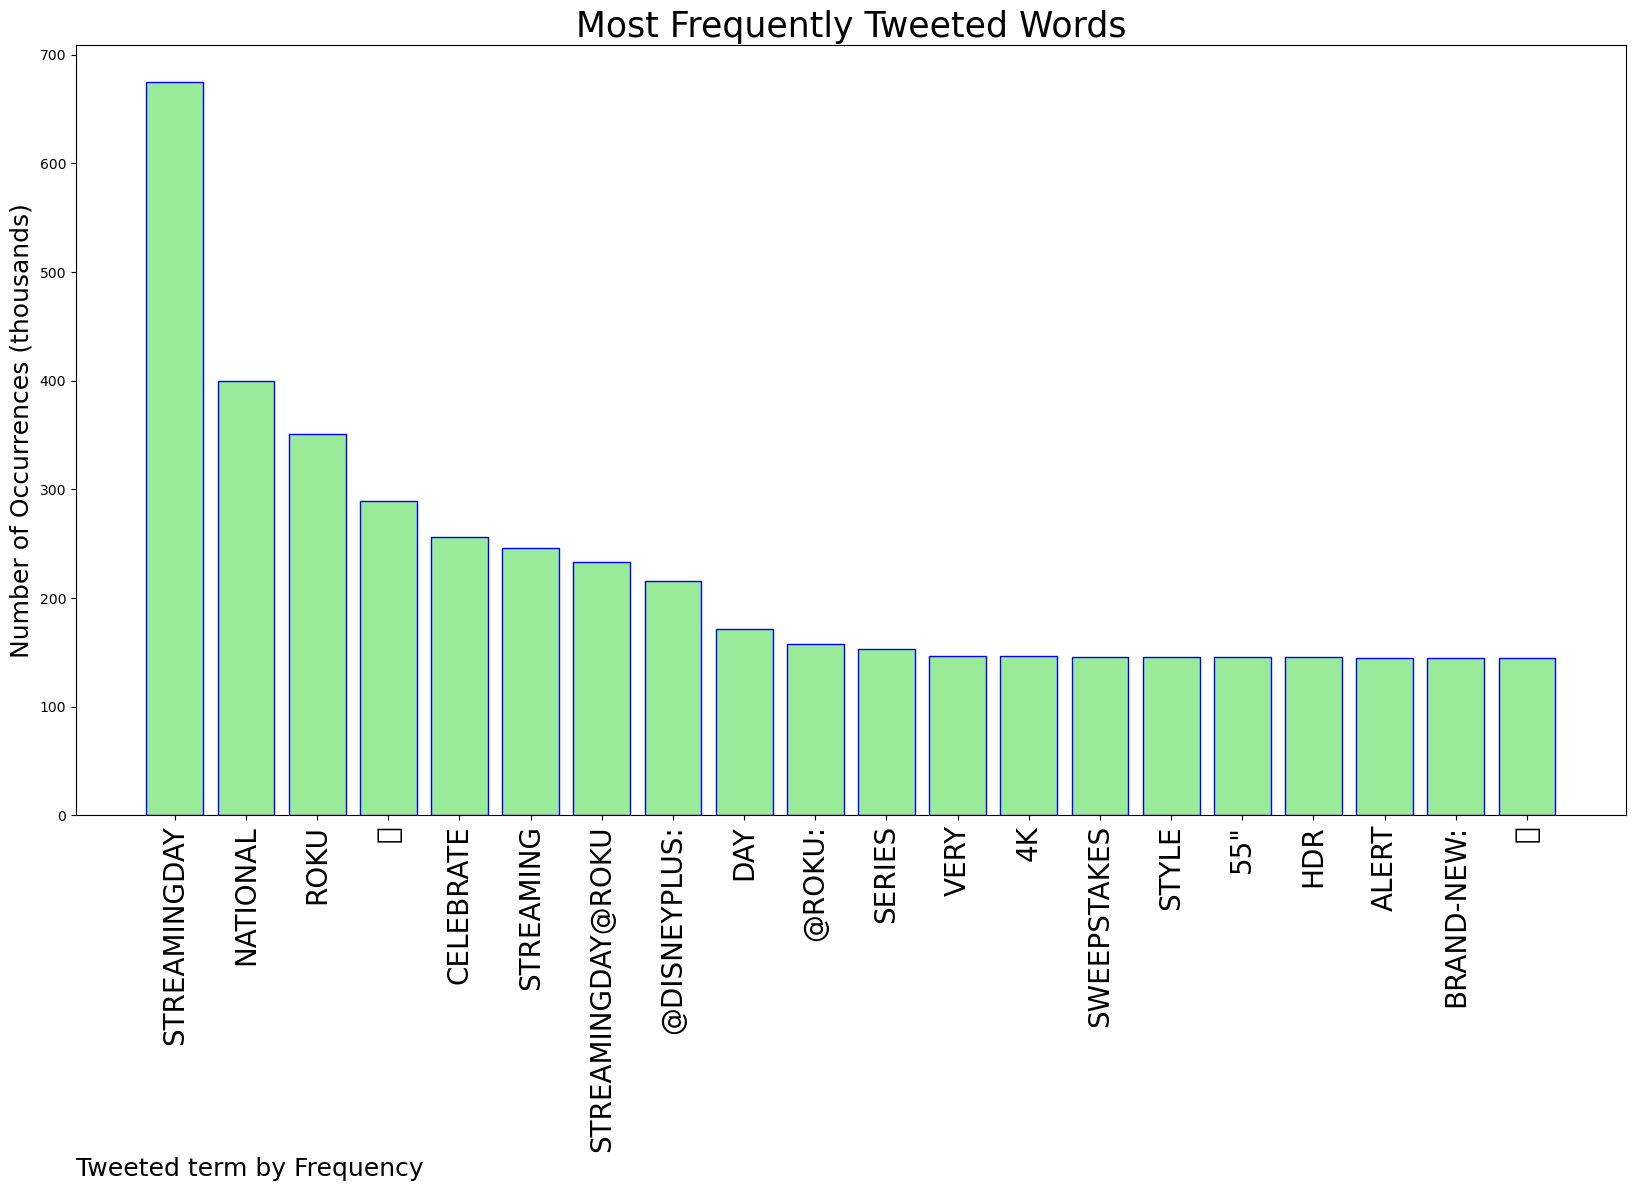 Most Frequently Tweeted Words
Number of Occurrences (thousands)
700
600
500
400
300
200
100
0
STREAMINGDAY
NATIONAL
ROKU
CELEBRATE
STREAMING
STREAMINGDAY@ROKU
@DISNEYPLUS:
DAY
@ROKU:
SERIES
VERY
4K
SWEEPSTAKES
STYLE
55"
HDR
ALERT
BRAND-NEW:
Tweeted term by Frequency